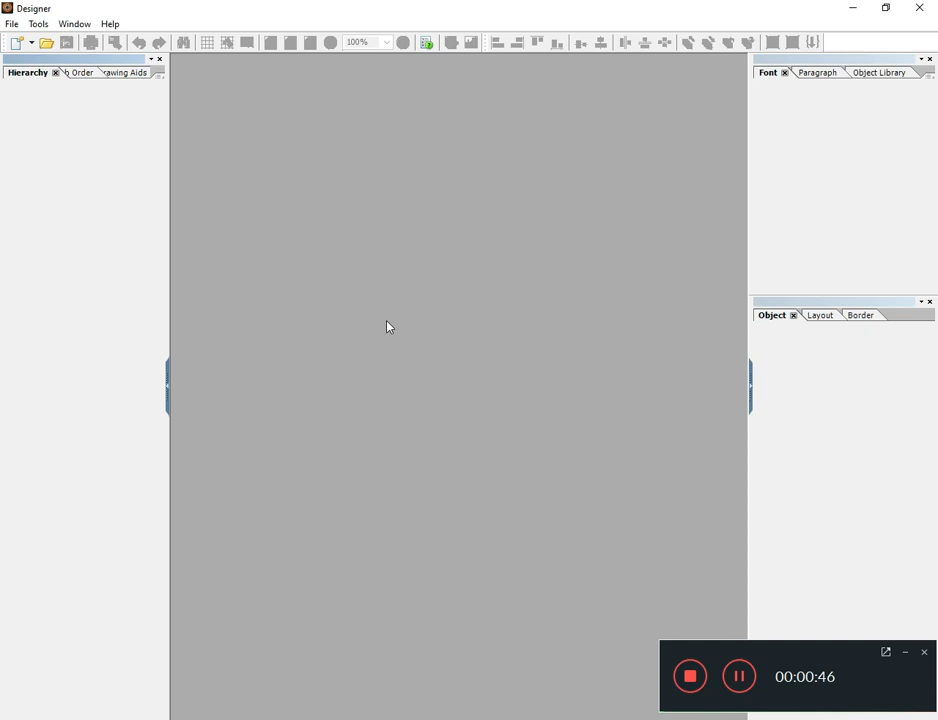 Designer
File Tools Window Help
100%
Hierarchy b Order rawing Aids
Font Paragraph Object Library
Object Layout Border
00:00:46